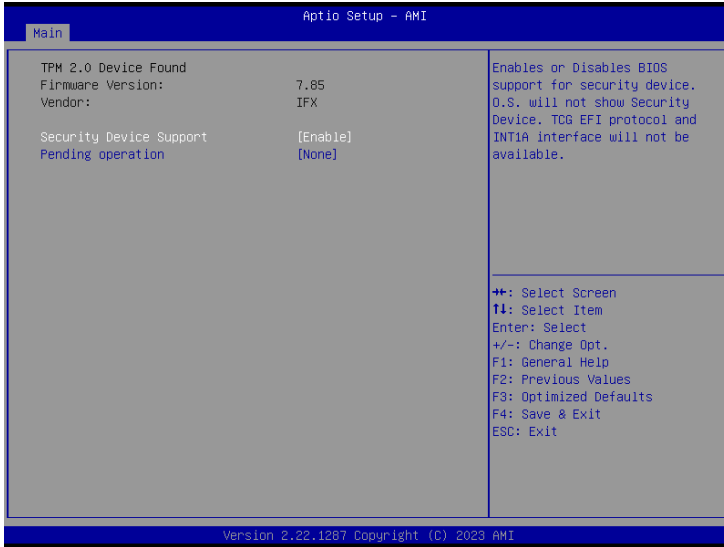 Aptio Setup – AMI
Main
TPM 2.0 Device Found
Firmware Version: 7.85
Vendor: IFX
Security Device Support [Enable]
Pending operation [None]
Enables or Disables BIOS
support for security device.
O.S. will not show Security
Device. TCG EFI protocol and
INT1A interface will not be
available.
→←: Select Screen
↑↓: Select Item
Enter: Select
+/-: Change Opt.
F1: General Help
F2: Previous Values
F3: Optimized Defaults
F4: Save & Exit
ESC: Exit
Version 2.22.1287 Copyright (C) 2023 AMI